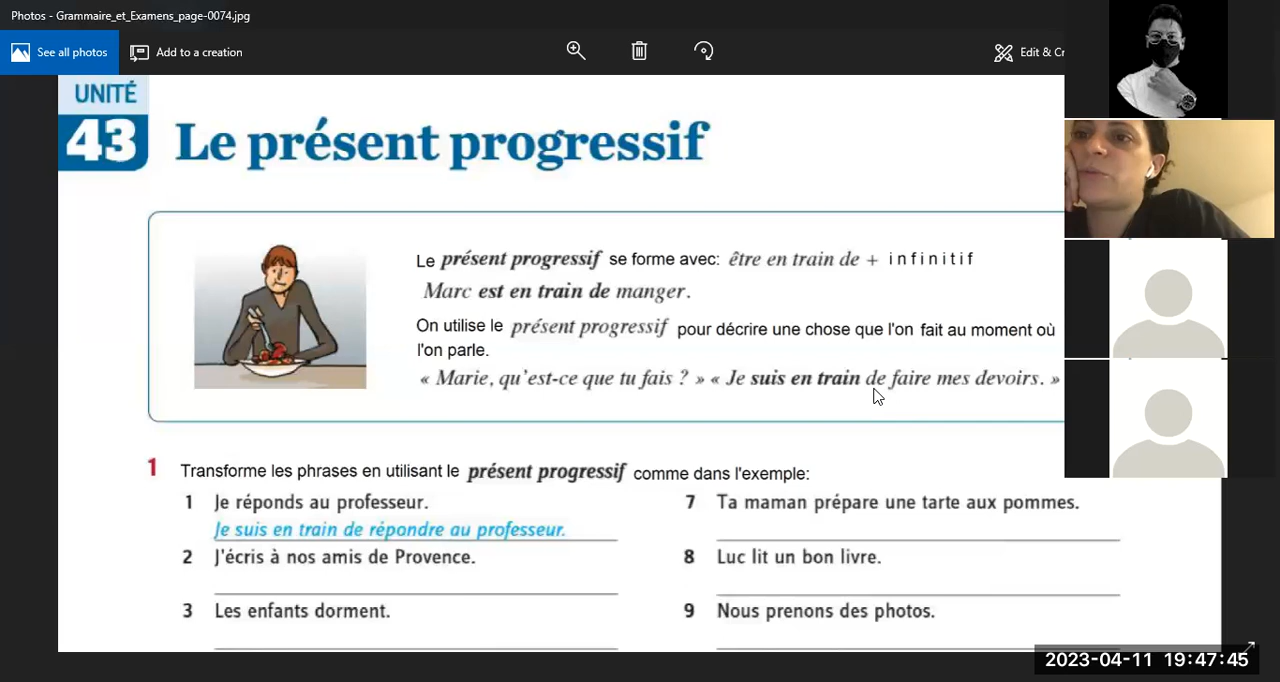 Photos - Grammaire_et_Examens_page-0074.jpg
See all photos
Add to a creation
Edit &
UNITÉ
43
Le présent progressif
Le présent progressif se forme avec: être en train de + infinitif
Marc est en train de manger.
On utilise le présent progressif pour décrire une chose que l'on fait au moment où
l'on parle.
« Marie, qu'est-ce que tu fais ? » « Je suis en train de faire mes devoirs. »
1 Transforme les phrases en utilisant le présent progressif comme dans l'exemple:
1 Je réponds au professeur.
Je suis en train de répondre au professeur.
2 J'écris à nos amis de Provence.
3 Les enfants dorment.
7 Ta maman prépare une tarte aux pommes.
8 Luc lit un bon livre.
9 Nous prenons des photos.
2023-04-11 19:47:45